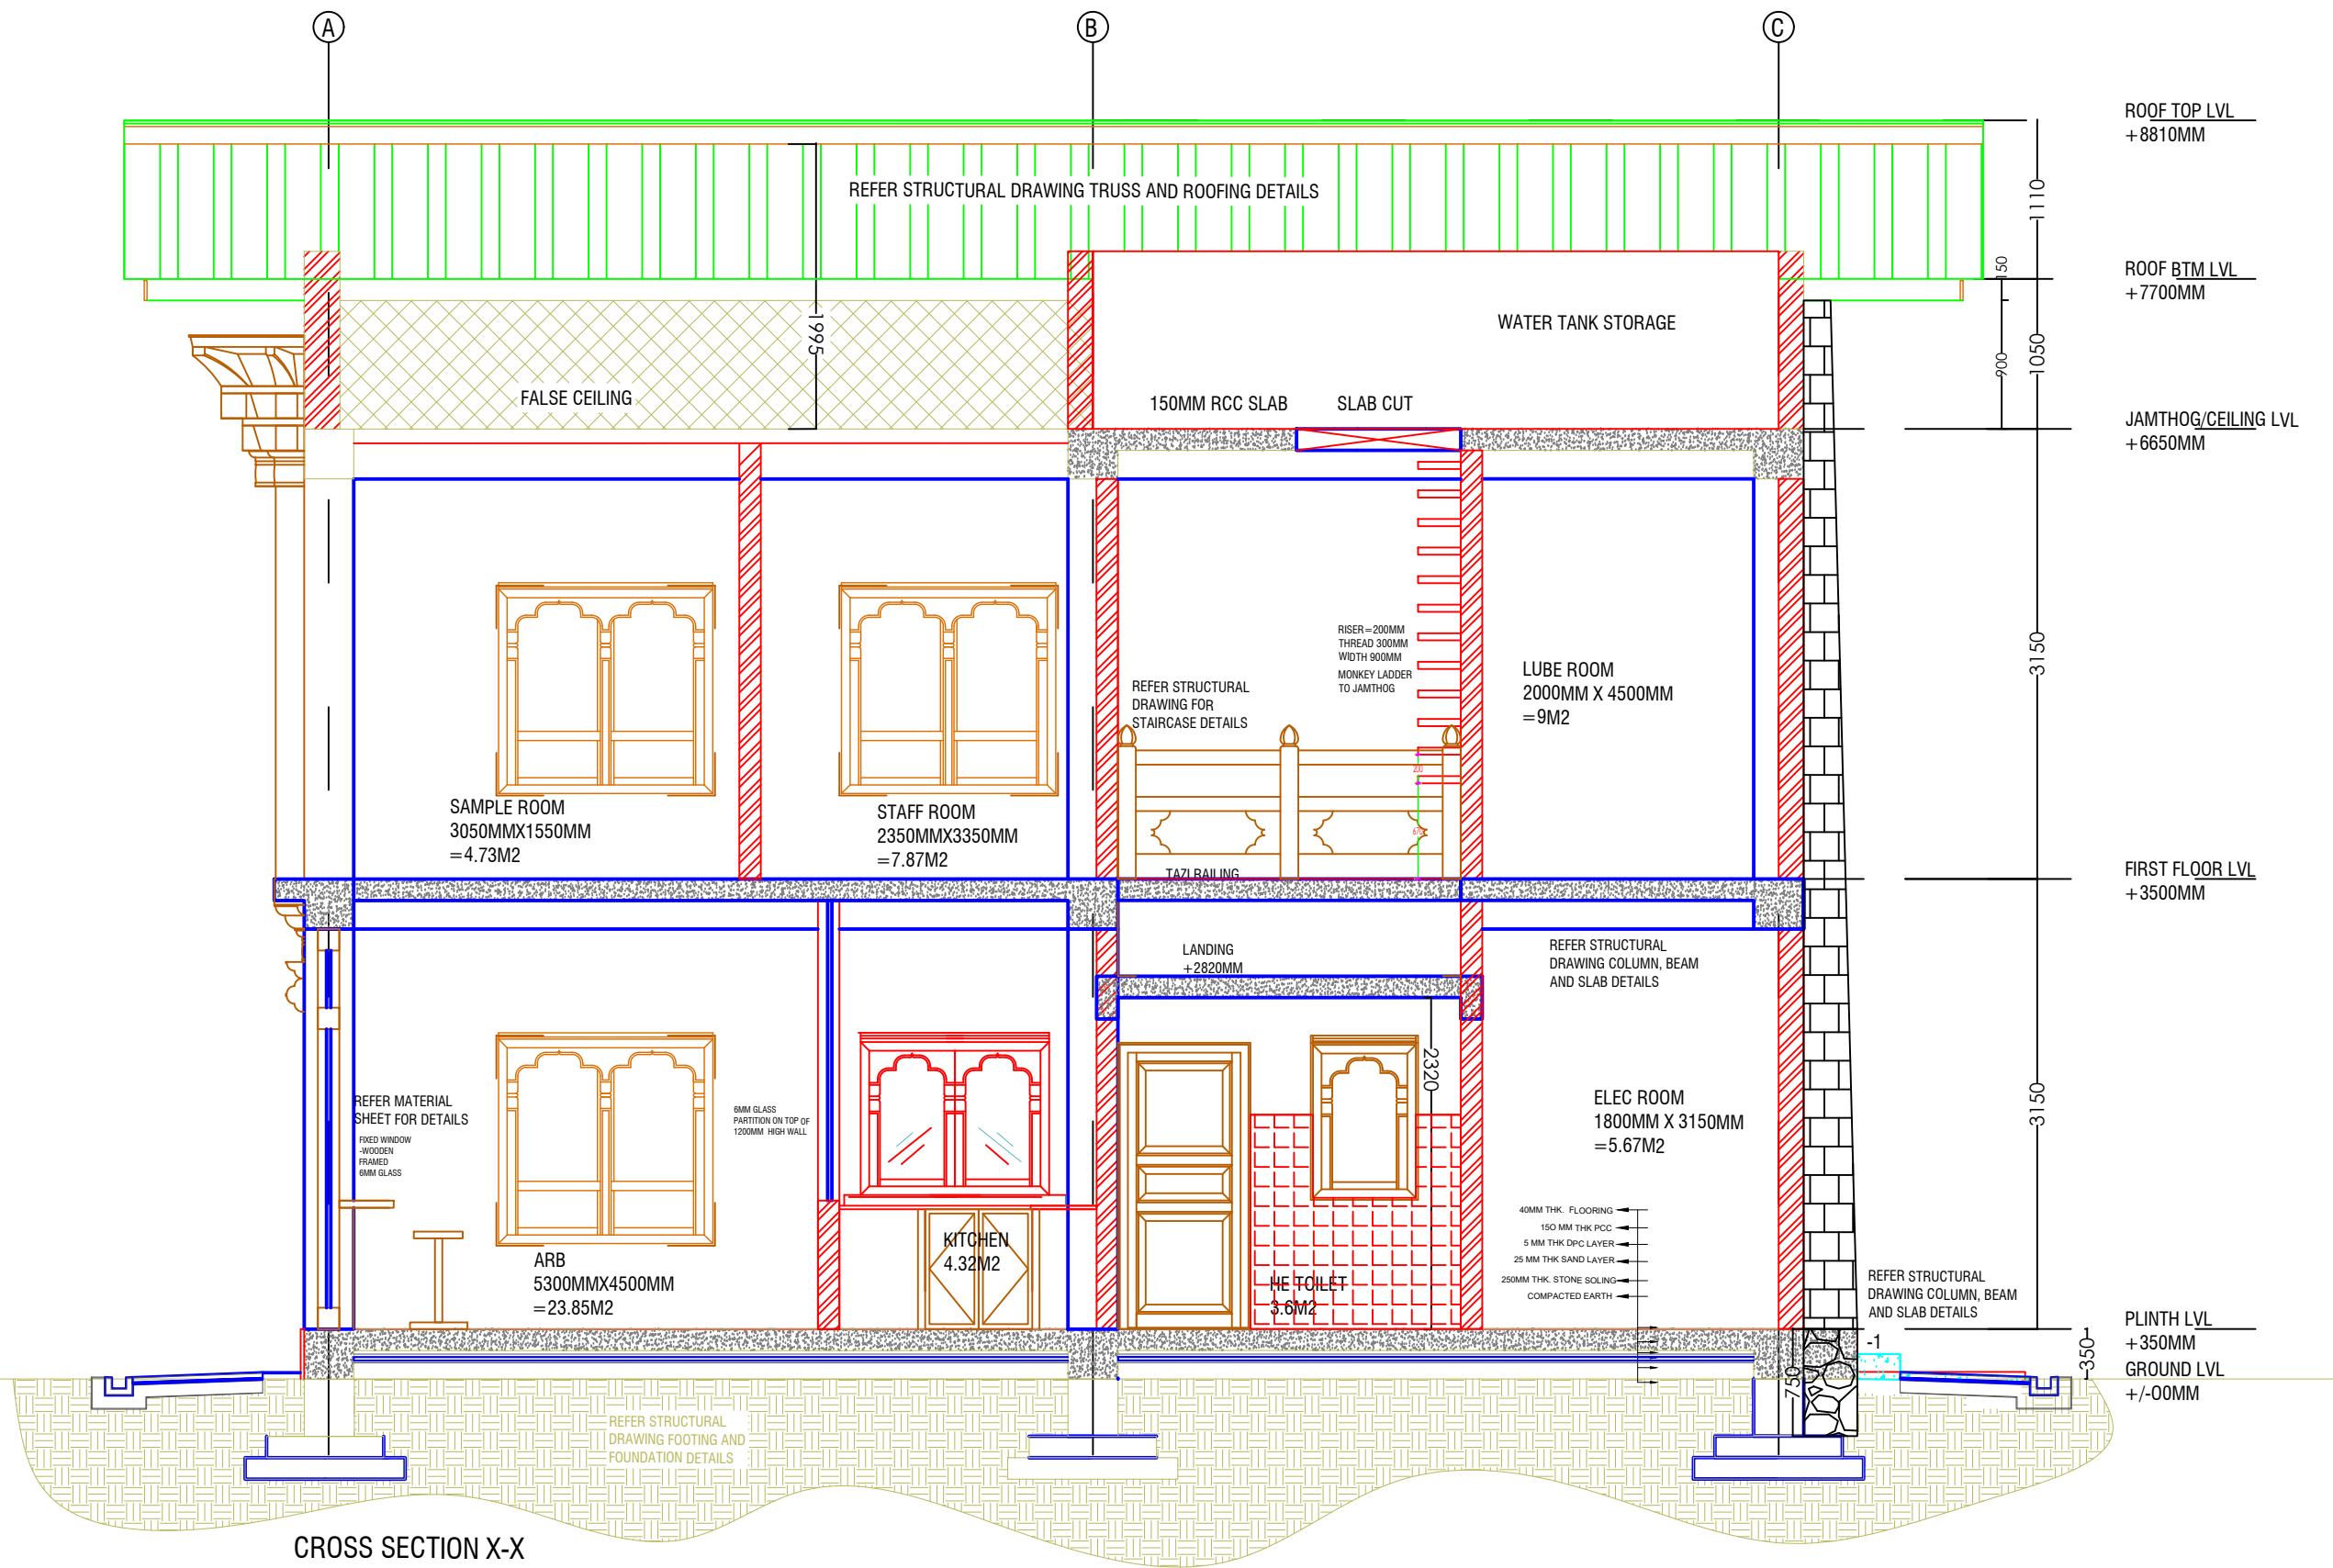 A
B
C
ROOF TOP LVL
+8810MM
REFER STRUCTURAL DRAWING TRUSS AND ROOFING DETAILS
1110
ROOF BTM LVL
+7700MM
150
1995
WATER TANK STORAGE
1050
900
FALSE CEILING
150MM RCC SLAB
SLAB CUT
JAMTHOG/CEILING LVL
+6650MM
RISER=200MM
THREAD 300MM
WIDTH 900MM
MONKEY LADDER
TO JAMTHOG
3150
LUBE ROOM
2000MM X 4500MM
=9M2
REFER STRUCTURAL
DRAWING FOR
STAIRCASE DETAILS
200
670
SAMPLE ROOM
3050MMX1550MM
=4.73M2
STAFF ROOM
2350MMX3350MM
=7.87M2
TAZI RAILING
FIRST FLOOR LVL
+3500MM
LANDING
+2820MM
REFER STRUCTURAL
DRAWING COLUMN, BEAM
AND SLAB DETAILS
2320
3150
REFER MATERIAL
SHEET FOR DETAILS
FIXED WINDOW
-WOODEN
FRAMED
6MM GLASS
6MM GLASS
PARTITION ON TOP OF
1200MM HIGH WALL
ELEC ROOM
1800MM X 3150MM
=5.67M2
40MM THK. FLOORING
150 MM THK PCC
5 MM THK DPC LAYER
25 MM THK SAND LAYER
250MM THK. STONE SOLING
COMPACTED EARTH
ARB
5300MMX4500MM
=23.85M2
KITCHEN
4.32M2
HE TOILET
3.6M2
REFER STRUCTURAL
DRAWING COLUMN, BEAM
AND SLAB DETAILS
PLINTH LVL
+350MM
-1
350
GROUND LVL
+/-00MM
750
REFER STRUCTURAL
DRAWING FOOTING AND
FOUNDATION DETAILS
CROSS SECTION X-X